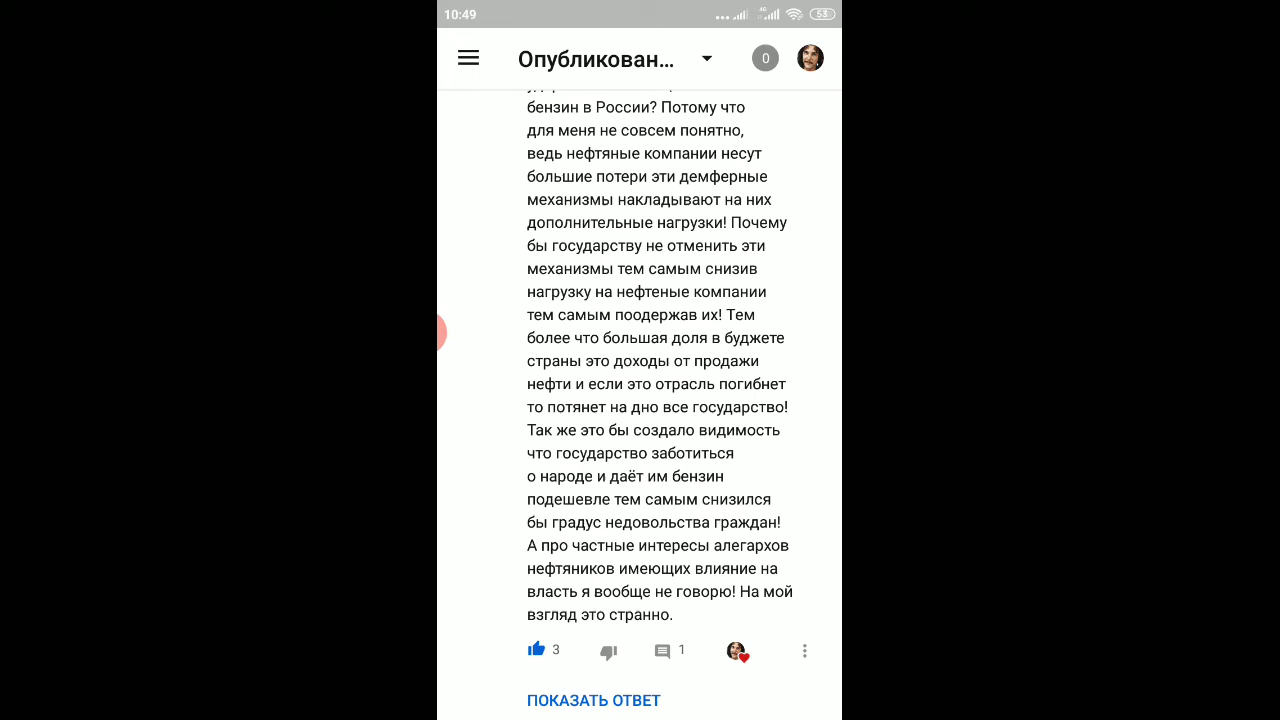 10:49
4G
53
Опубликован...
0
бензин в России? Потому что
для меня не совсем понятно,
ведь нефтяные компании несут
большие потери эти демферные
механизмы накладывают на них
дополнительные нагрузки! Почему
бы государству не отменить эти
механизмы тем самым снизив
нагрузку на нефтеные компании
тем самым поодержав их! Тем
более что большая доля в буджете
страны это доходы от продажи
нефти и если это отрасль погибнет
то потянет на дно все государство!
Так же это бы создало видимость
что государство заботиться
о народе и даёт им бензин
подешевле тем самым снизился
бы градус недовольства граждан!
А про частные интересы алегархов
нефтяников имеющих влияние на
власть я вообще не говорю! На мой
взгляд это странно.
3
1
ПОКАЗАТЬ ОТВЕТ